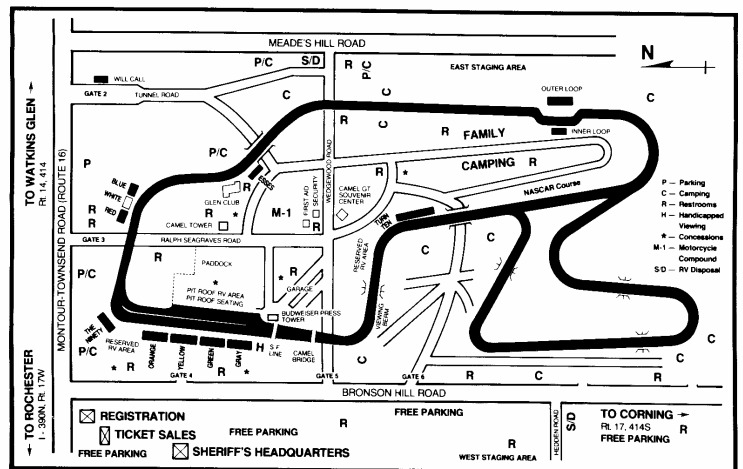 MEADE'S HILL ROAD
P/C
S/D
R
P/C
EAST STAGING AREA
N
WILL CALL
C
C
OUTER LOOP
C
GATE 2
TUNNEL ROAD
R
C
R
FAMILY
INNER LOOP
P
P/C
CAMPING
R
BLUE
WHITE
RED
R
ESSES
GLEN CLUB
R
*
FIRST AID
SECURITY
WEDGEWOOD ROAD
R
*
CAMEL GT
SOUVENIR
CENTER
NASCAR Course
P – Parking
C – Camping
R – Restrooms
H – Handicapped
Viewing
* – Concessions
M-1 – Motorcycle
Compound
S/D – RV Disposal
R
R
CAMEL TOWER
M-1
R
TURN
TEN
C
C
GATE 3
RALPH SEAGRAVES ROAD
P/C
R
PADDOCK
*
PIT ROOF RV AREA
PIT ROOF SEATING
* R
GARAGE
RESERVED
RV AREA
C
R
BUDWEISER PRESS
TOWER
VIEWING
BERM
THE
NINETY
P/C
RESERVED
RV AREA
ORANGE
YELLOW
GREEN
GRAY
H
S/F
LINE
CAMEL
BRIDGE
C
C
C
*
R
R
*
R
C
R
GATE 4
GATE 5
GATE 6
BRONSON HILL ROAD
TO WATKINS GLEN →
Rt. 14, 414
MONTOUR-TOWNSEND ROAD (ROUTE 16)
← TO ROCHESTER
I - 390N, Rt. 17W
REGISTRATION
TICKET SALES
FREE PARKING
SHERIFF'S HEADQUARTERS
FREE PARKING
R
FREE PARKING
R
WEST STAGING AREA
HEDDEN ROAD
S/D
TO CORNING →
Rt. 17, 414S
FREE PARKING
R